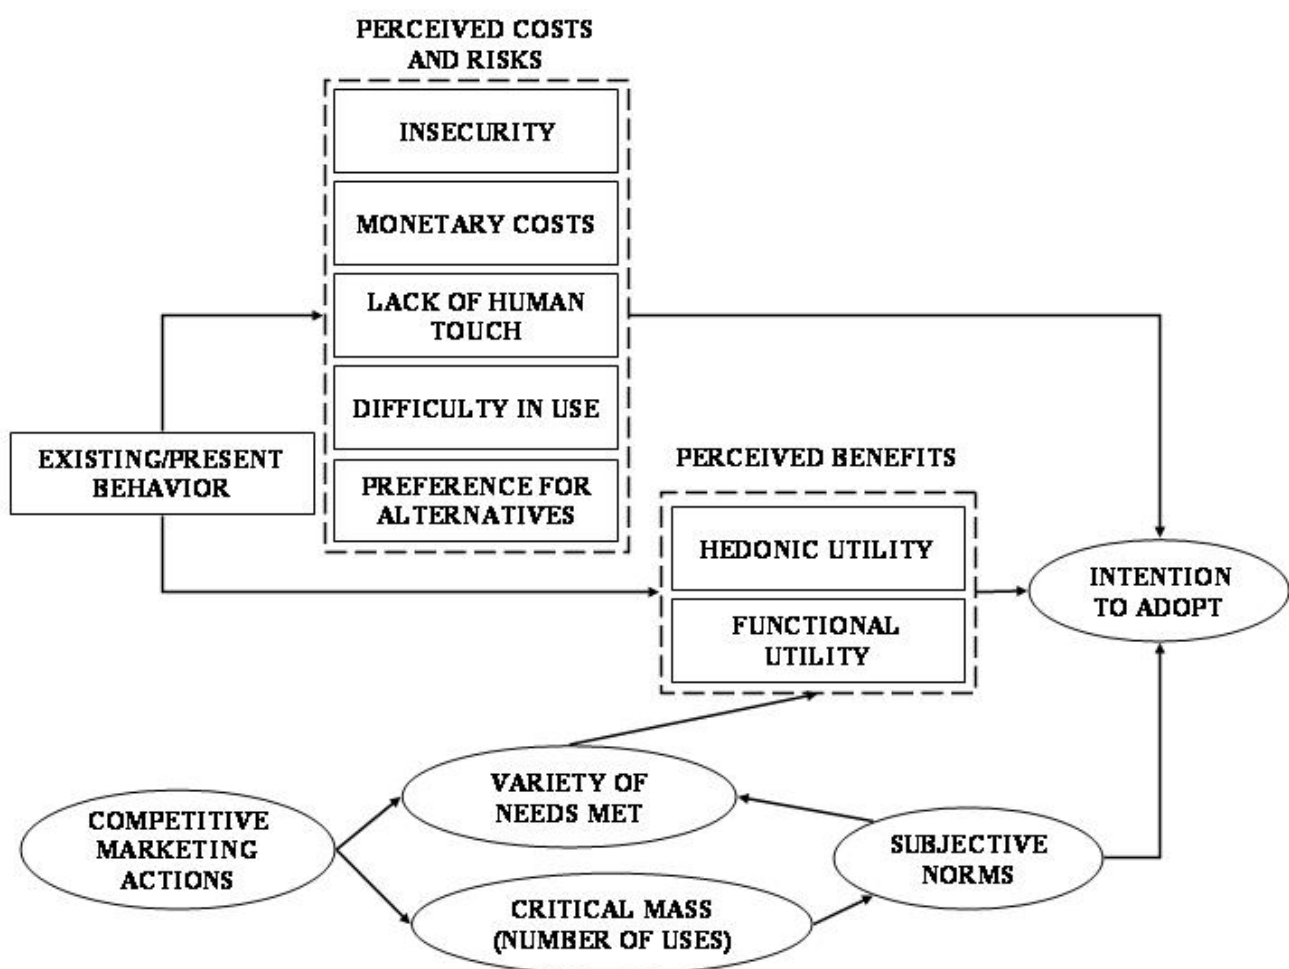 PERCEIVED COSTS
AND RISKS
INSECURITY
MONETARY COSTS
LACK OF HUMAN
TOUCH
DIFFICULTY IN USE
PREFERENCE FOR
ALTERNATIVES
EXISTING/PRESENT
BEHAVIOR
PERCEIVED BENEFITS
HEDONIC UTILITY
FUNCTIONAL
UTILITY
INTENTION
TO ADOPT
VARIETY OF
NEEDS MET
COMPETITIVE
MARKETING
ACTIONS
SUBJECTIVE
NORMS
CRITICAL MASS
(NUMBER OF USES)